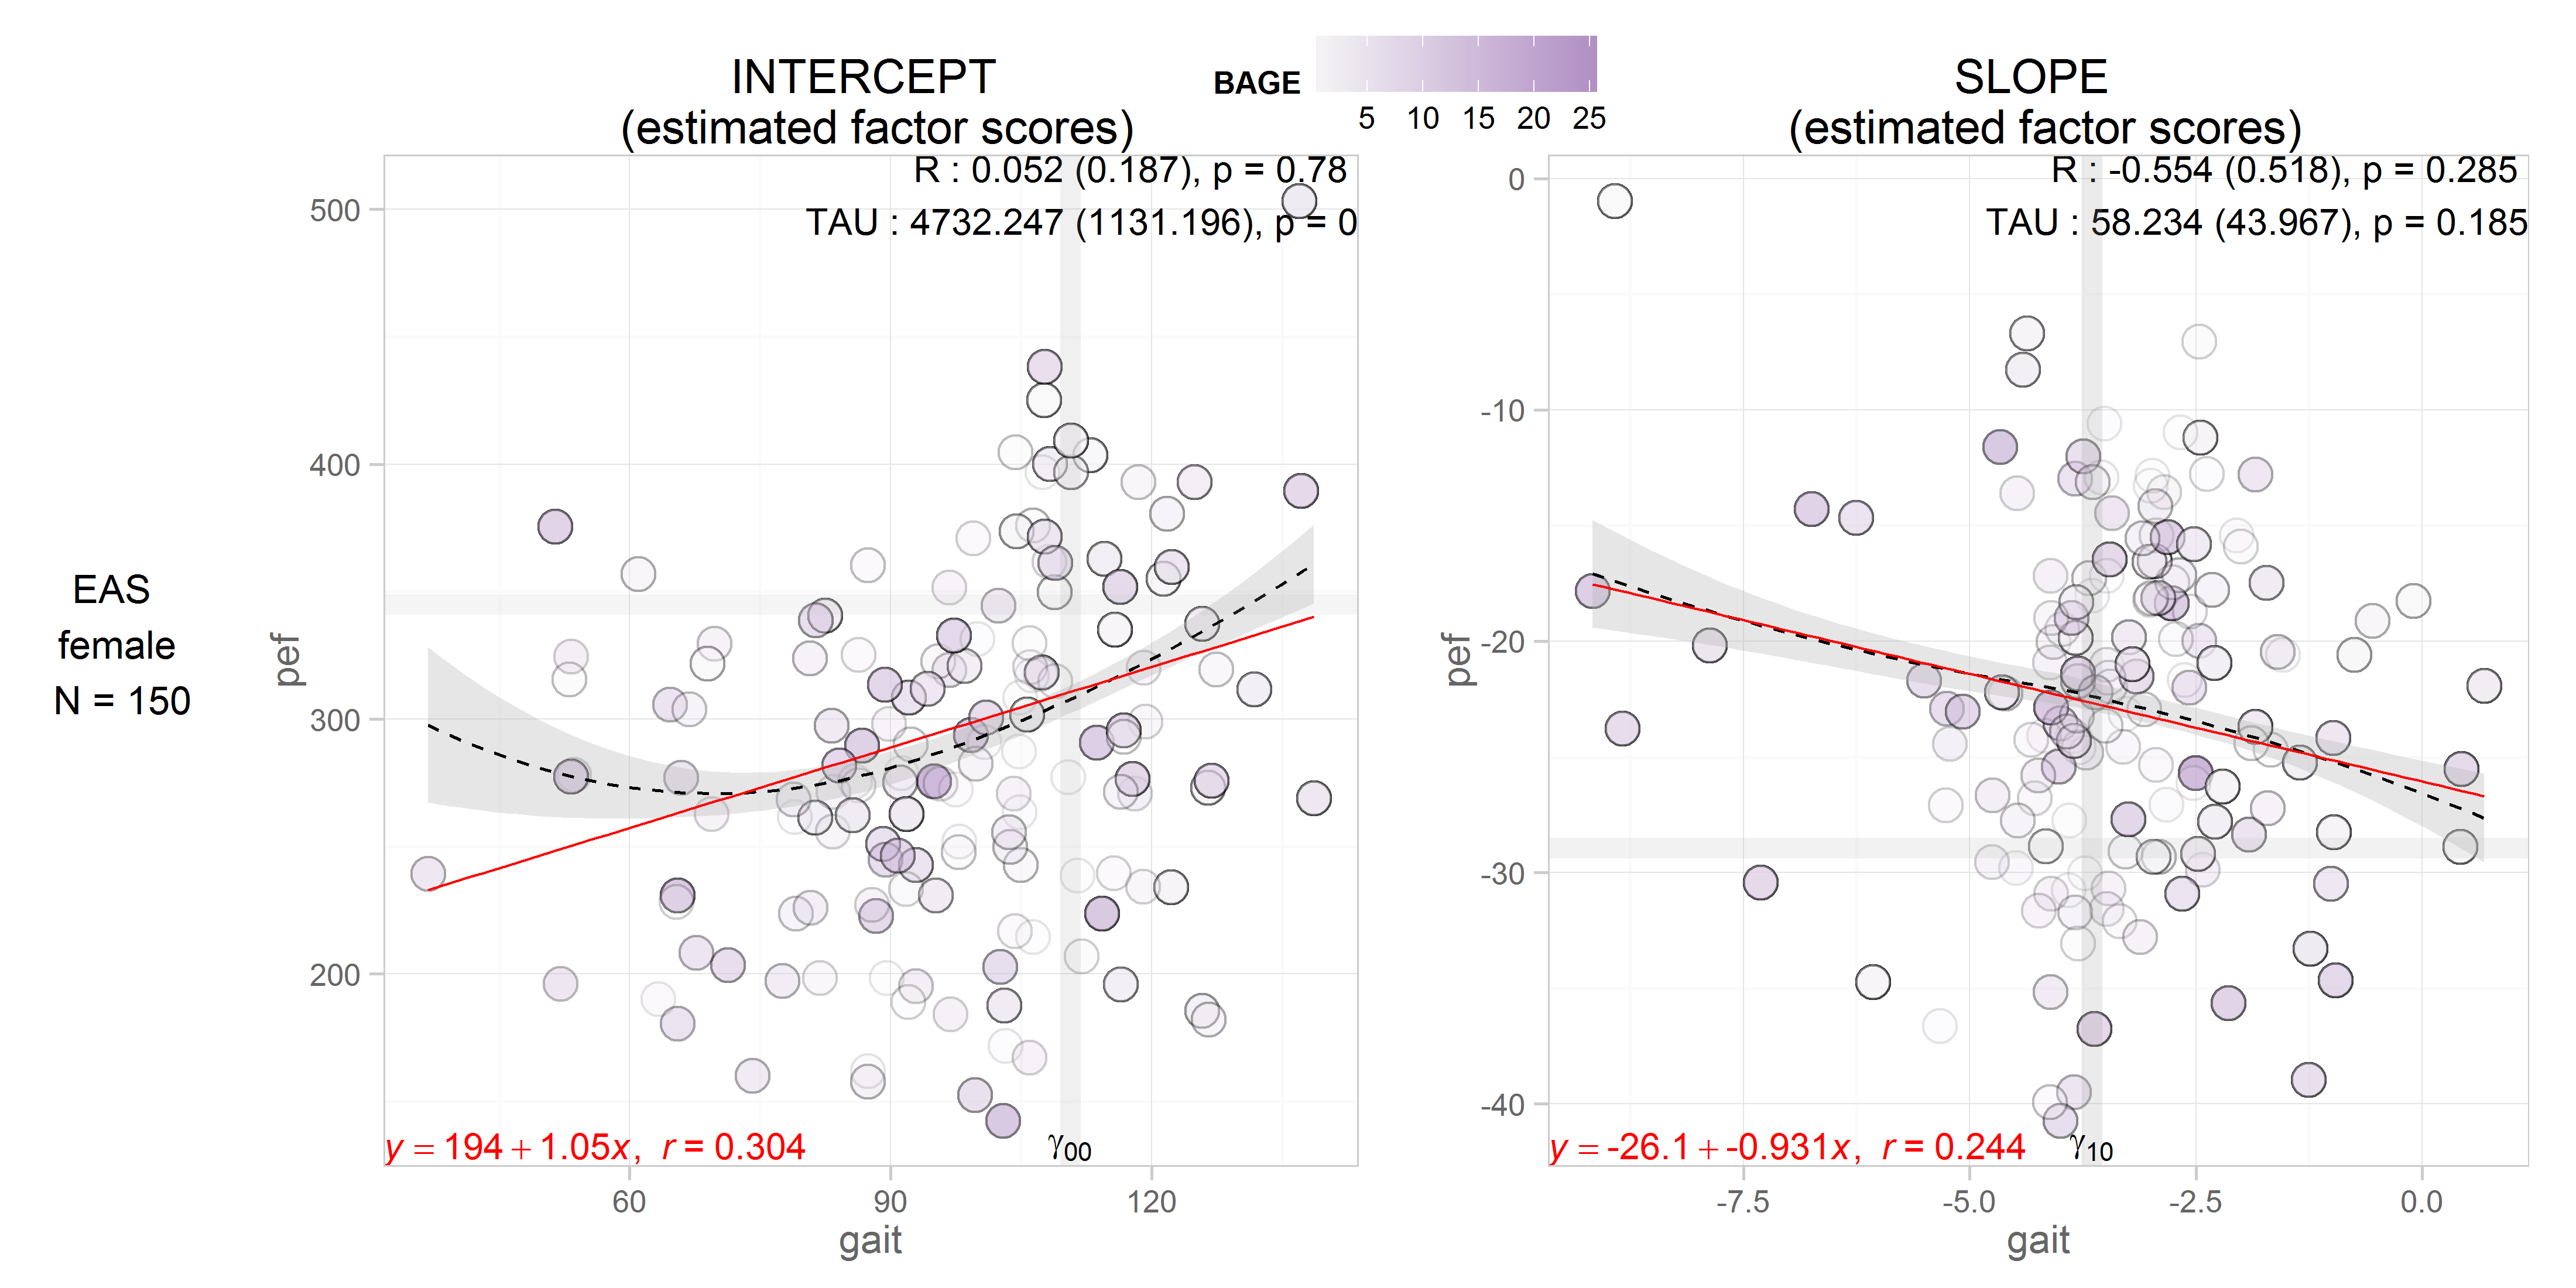 BAGE
5 10 15 20 25
EAS
female
N = 150
INTERCEPT
(estimated factor scores)
R : 0.052 (0.187), p = 0.78
TAU : 4732.247 (1131.196), p = 0
pef
500
400
300
200
y = 194 + 1.05x, r = 0.304
γ00
60 90 120
gait
SLOPE
(estimated factor scores)
R : -0.554 (0.518), p = 0.285
TAU : 58.234 (43.967), p = 0.185
pef
0
-10
-20
-30
-40
y = -26.1 + -0.931x, r = 0.244
γ10
-7.5 -5.0 -2.5 0.0
gait